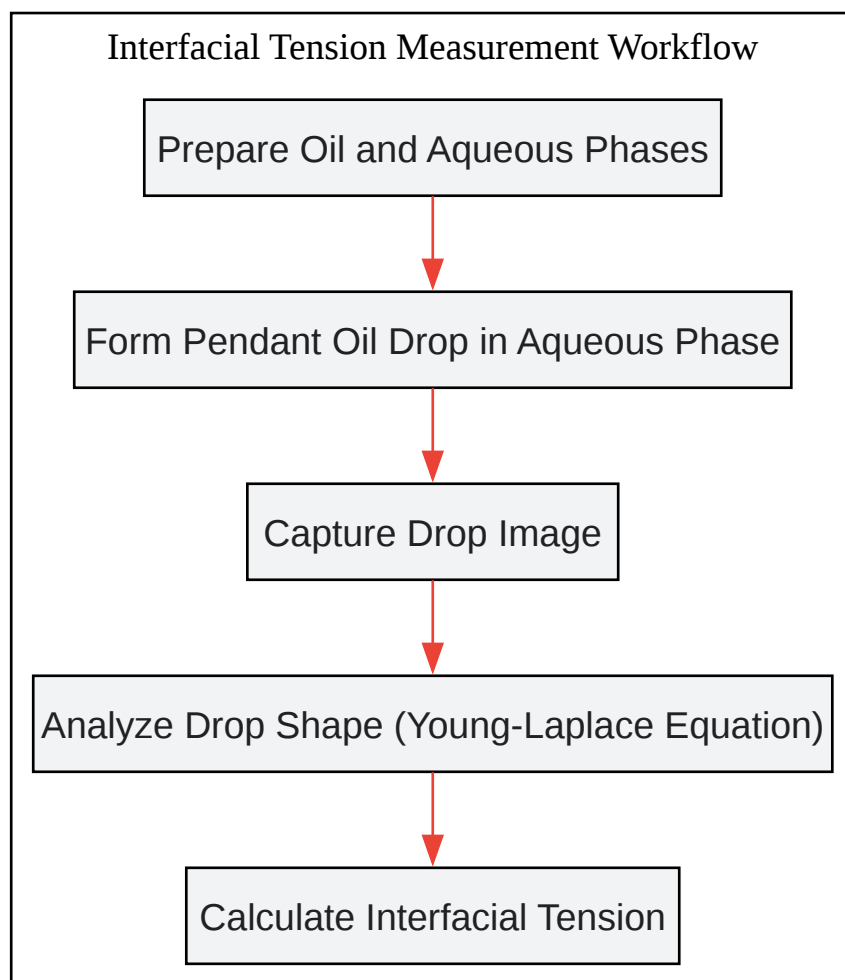 Interfacial Tension Measurement Workflow
Prepare Oil and Aqueous Phases
Form Pendant Oil Drop in Aqueous Phase
Capture Drop Image
Analyze Drop Shape (Young-Laplace Equation)
Calculate Interfacial Tension